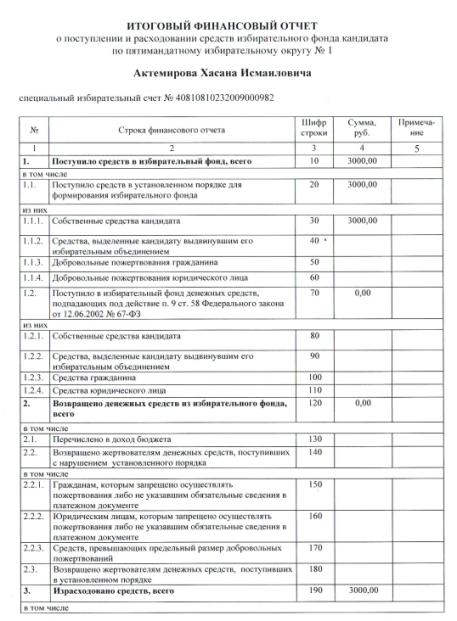 ИТОГОВЫЙ ФИНАНСОВЫЙ ОТЧЕТ
о поступлении и расходовании средств избирательного фонда кандидата
по пятимандатному избирательному округу № 1
Актемирова Хасана Исмаиловича
специальный избирательный счет № 40810810232009000982
№ Строка финансового отчета Шифр строки Сумма, руб. Примеча-ние
1 2 3 4 5
1. Поступило средств в избирательный фонд, всего 10 3000,00
в том числе
1.1. Поступило средств в установленном порядке для 20 3000,00
формирования избирательного фонда
из них
1.1.1. Собственные средства кандидата 30 3000,00
1.1.2. Средства, выделенные кандидату выдвинувшим его 40
избирательным объединением
1.1.3. Добровольные пожертвования гражданина 50
1.1.4. Добровольные пожертвования юридического лица 60
1.2. Поступило в избирательный фонд денежных средств, 70 0,00
подпадающих под действие п. 9 ст. 58 Федерального закона
от 12.06.2002 № 67-ФЗ
из них
1.2.1. Собственные средства кандидата 80
1.2.2. Средства, выделенные кандидату выдвинувшим его 90
избирательным объединением
1.2.3. Средства гражданина 100
1.2.4. Средства юридического лица 110
2. Возвращено денежных средств из избирательного фонда, 120 0,00
всего
в том числе
2.1. Перечислено в доход бюджета 130
2.2. Возвращено жертвователям денежных средств, поступивших 140
с нарушением установленного порядка
в том числе
2.2.1. Гражданам, которым запрещено осуществлять 150
пожертвования либо не указавшим обязательные сведения в
платежном документе
2.2.2. Юридическим лицам, которым запрещено осуществлять 160
пожертвования либо не указавшим обязательные сведения в
платежном документе
2.2.3. Средств, превышающих предельный размер добровольных 170
пожертвований
2.3. Возвращено жертвователям денежных средств, поступивших 180
в установленном порядке
3. Израсходовано средств, всего 190 3000,00
в том числе